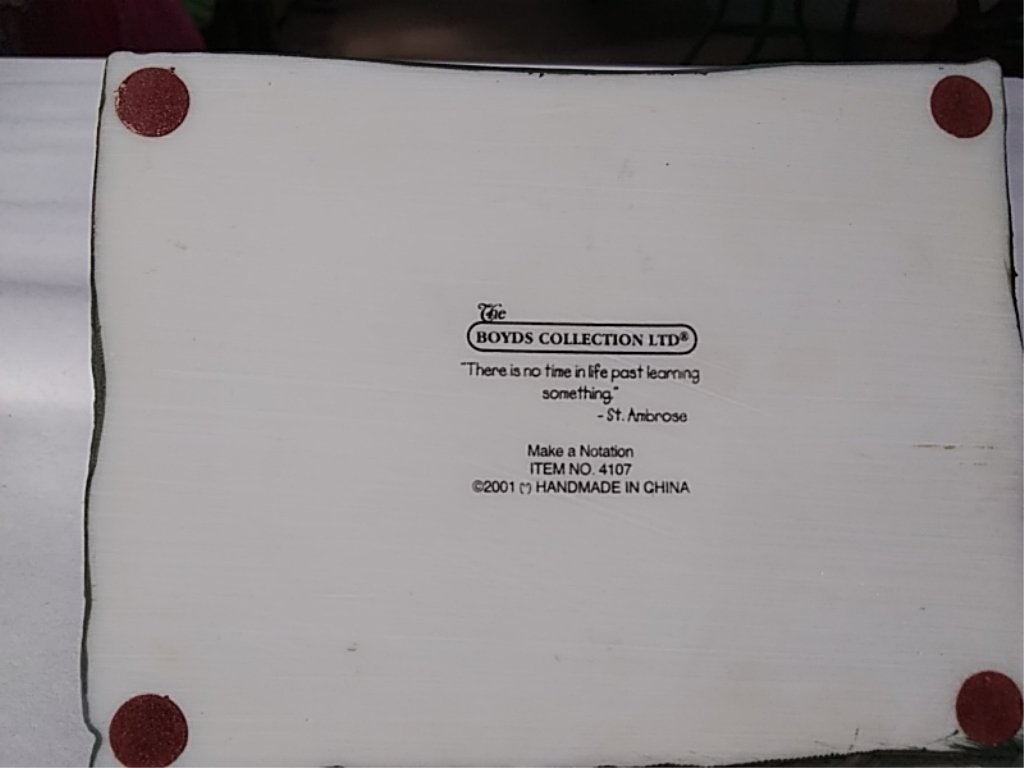 The
BOYDS COLLECTION LTD®
"There is no time in life past learning
something."
- St. Ambrose
Make a Notation
ITEM NO. 4107
©2001 (") HANDMADE IN CHINA